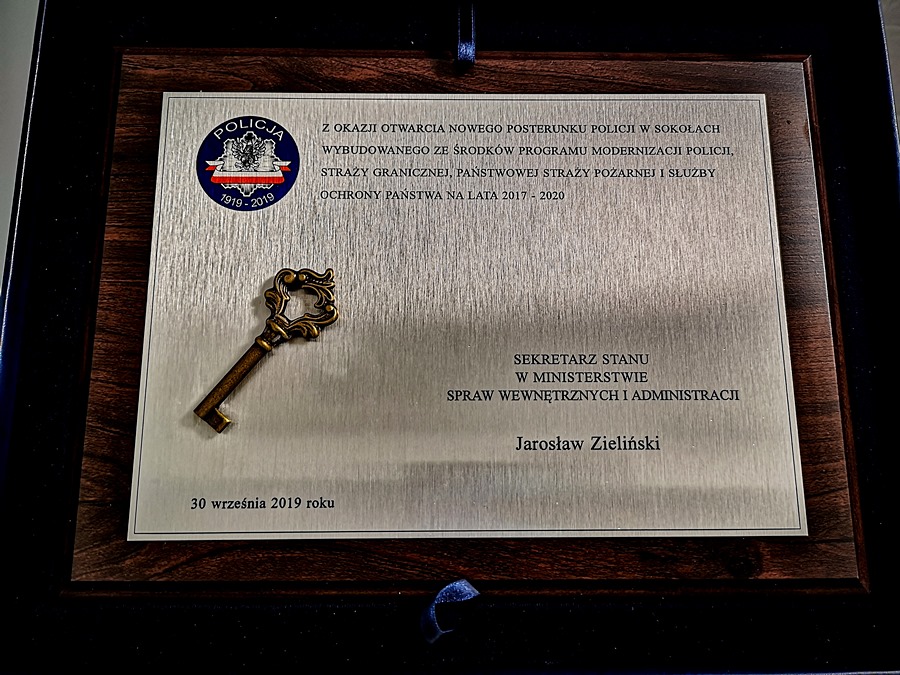 POLICJA
1919 - 2019
Z OKAZJI OTWARCIA NOWEGO POSTERUNKU POLICJI W SOKOŁACH
WYBUDOWANEGO ZE ŚRODKÓW PROGRAMU MODERNIZACJI POLICJI,
STRAŻY GRANICZNEJ, PAŃSTWOWEJ STRAŻY POŻARNEJ I SŁUŻBY
OCHRONY PAŃSTWA NA LATA 2017 - 2020
SEKRETARZ STANU
W MINISTERSTWIE
SPRAW WEWNĘTRZNYCH I ADMINISTRACJI
Jarosław Zieliński
30 września 2019 roku